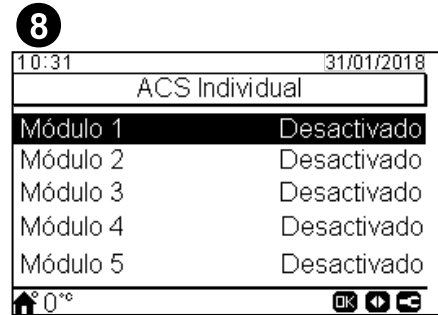 8
10:31 31/01/2018
ACS Individual
Módulo 1 Desactivado
Módulo 2 Desactivado
Módulo 3 Desactivado
Módulo 4 Desactivado
Módulo 5 Desactivado
0°C OK